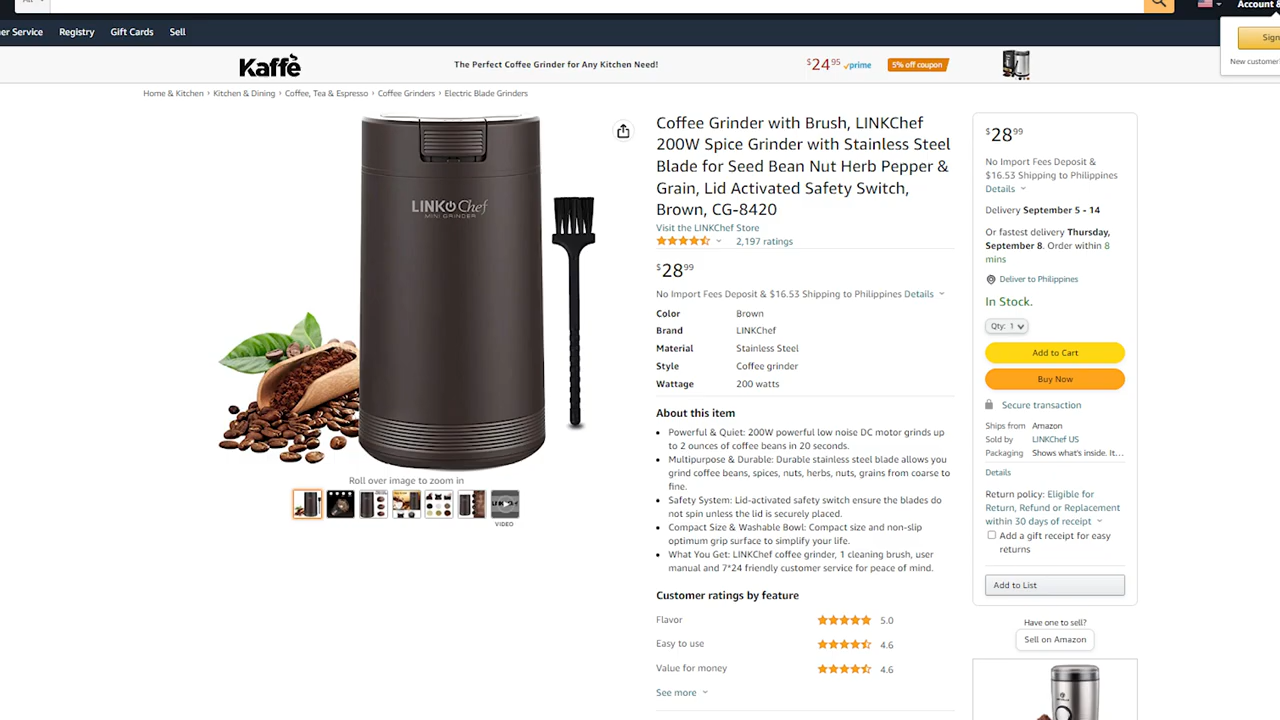 All
Account &
er Service Registry Gift Cards Sell
Sign
New customer?
Kaffe
The Perfect Coffee Grinder for Any Kitchen Need!
$24.95 prime
5% off coupon
Home & Kitchen › Kitchen & Dining › Coffee, Tea & Espresso › Coffee Grinders › Electric Blade Grinders
LINK Chef
MINI GRINDER
Roll over image to zoom in
VIDEO
Coffee Grinder with Brush, LINKChef
200W Spice Grinder with Stainless Steel
Blade for Seed Bean Nut Herb Pepper &
Grain, Lid Activated Safety Switch,
Brown, CG-8420
Visit the LINKChef Store
2,197 ratings
$28 99
No Import Fees Deposit & $16.53 Shipping to Philippines Details
Color Brown
Brand LINKChef
Material Stainless Steel
Style Coffee grinder
Wattage 200 watts
About this item
• Powerful & Quiet: 200W powerful low noise DC motor grinds up
to 2 ounces of coffee beans in 20 seconds.
• Multipurpose & Durable: Durable stainless steel blade allows you
grind coffee beans, spices, nuts, herbs, nuts, grains from coarse to
fine.
• Safety System: Lid-activated safety switch ensure the blades do
not spin unless the lid is securely placed.
• Compact Size & Washable Bowl: Compact size and non-slip
optimum grip surface to simplify your life.
• What You Get: LINKChef coffee grinder, 1 cleaning brush, user
manual and 7*24 friendly customer service for peace of mind.
Customer ratings by feature
Flavor 5.0
Easy to use 4.6
Value for money 4.6
See more
$28 99
No Import Fees Deposit &
$16.53 Shipping to Philippines
Details
Delivery September 5 - 14
Or fastest delivery Thursday,
September 8. Order within 8
mins
Deliver to Philippines
In Stock.
Qty: 1
Add to Cart
Buy Now
Secure transaction
Ships from Amazon
Sold by LINKChef US
Packaging Shows what's inside. It…
Details
Return policy: Eligible for
Return, Refund or Replacement
within 30 days of receipt
Add a gift receipt for easy
returns
Add to List
Have one to sell?
Sell on Amazon